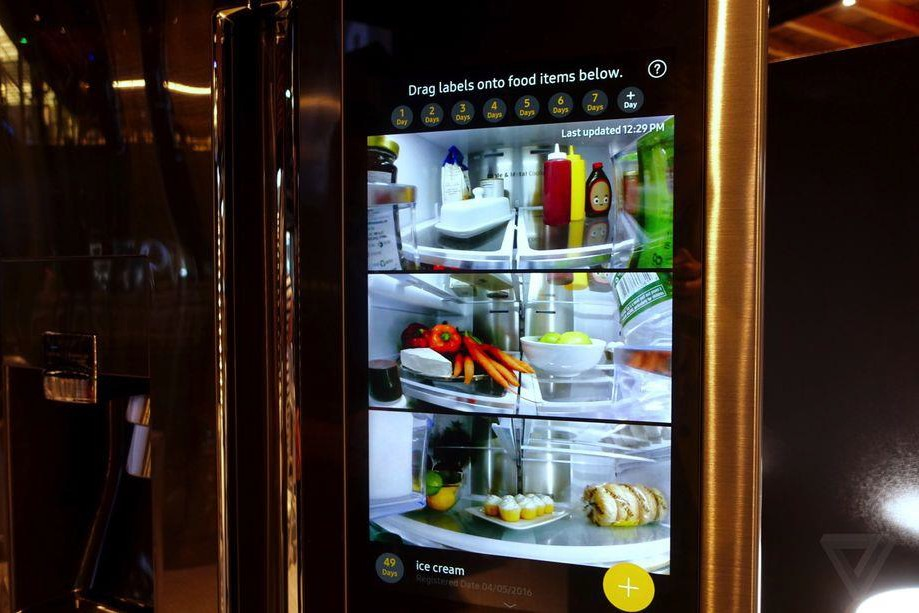 Drag labels onto food items below. ?
1 Day 2 Days 3 Days 4 Days 5 Days 6 Days 7 Days + Day
Last updated 12:29 PM
49 Days
ice cream
Registered Date 04/05/2016
+